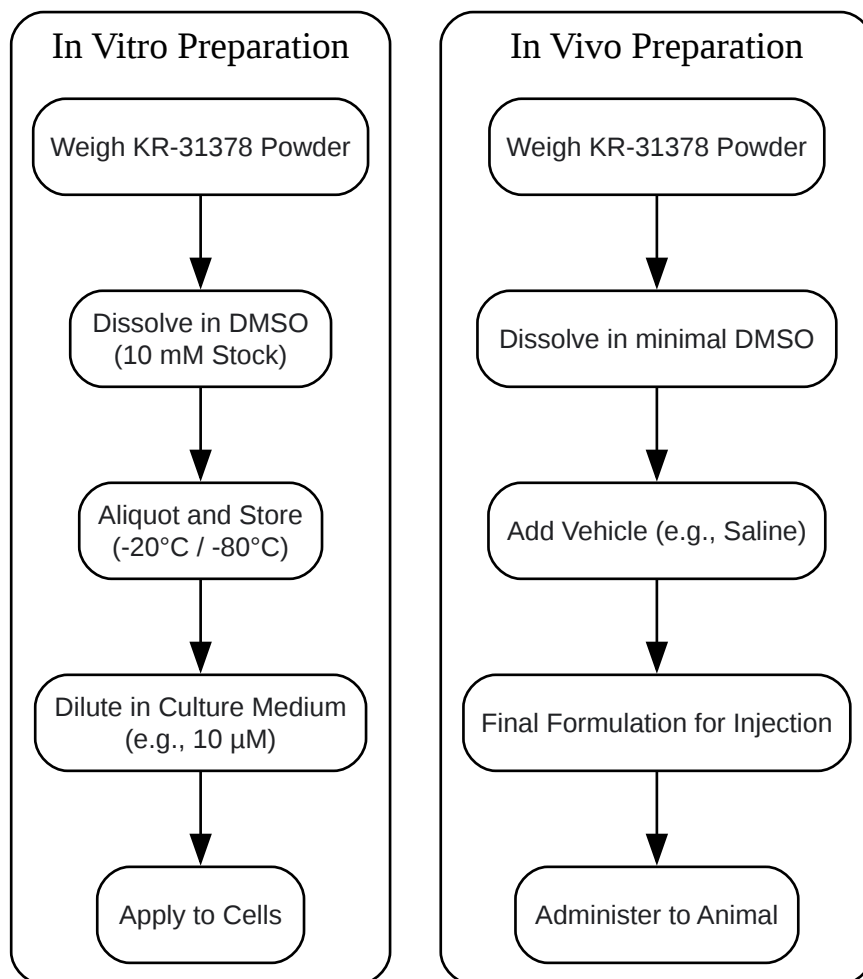 In Vitro Preparation
Weigh KR-31378 Powder
Dissolve in DMSO
(10 mM Stock)
Aliquot and Store
(-20°C / -80°C)
Dilute in Culture Medium
(e.g., 10 µM)
Apply to Cells
In Vivo Preparation
Weigh KR-31378 Powder
Dissolve in minimal DMSO
Add Vehicle (e.g., Saline)
Final Formulation for Injection
Administer to Animal